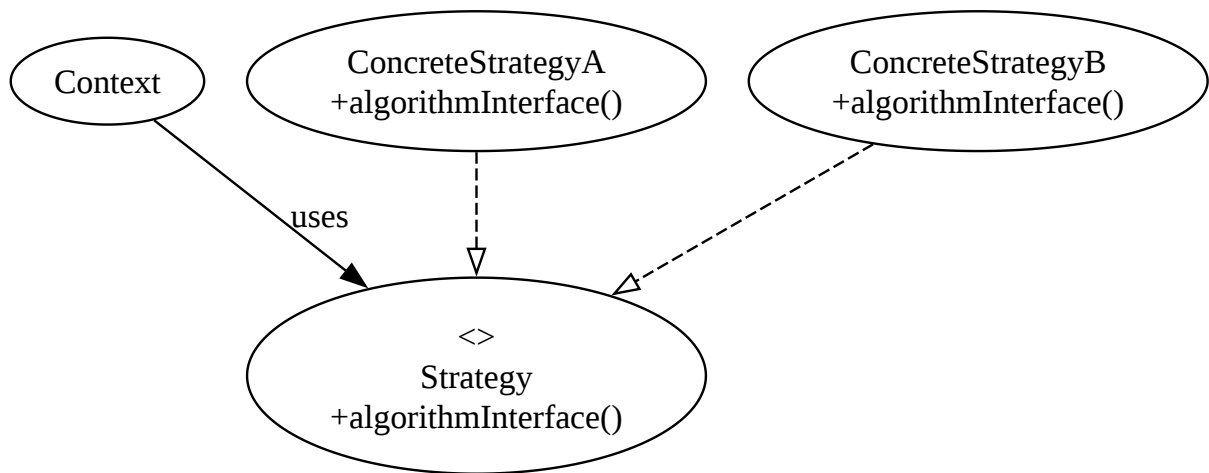 Context
ConcreteStrategyA
+algorithmInterface()
ConcreteStrategyB
+algorithmInterface()
uses
<>
Strategy
+algorithmInterface()